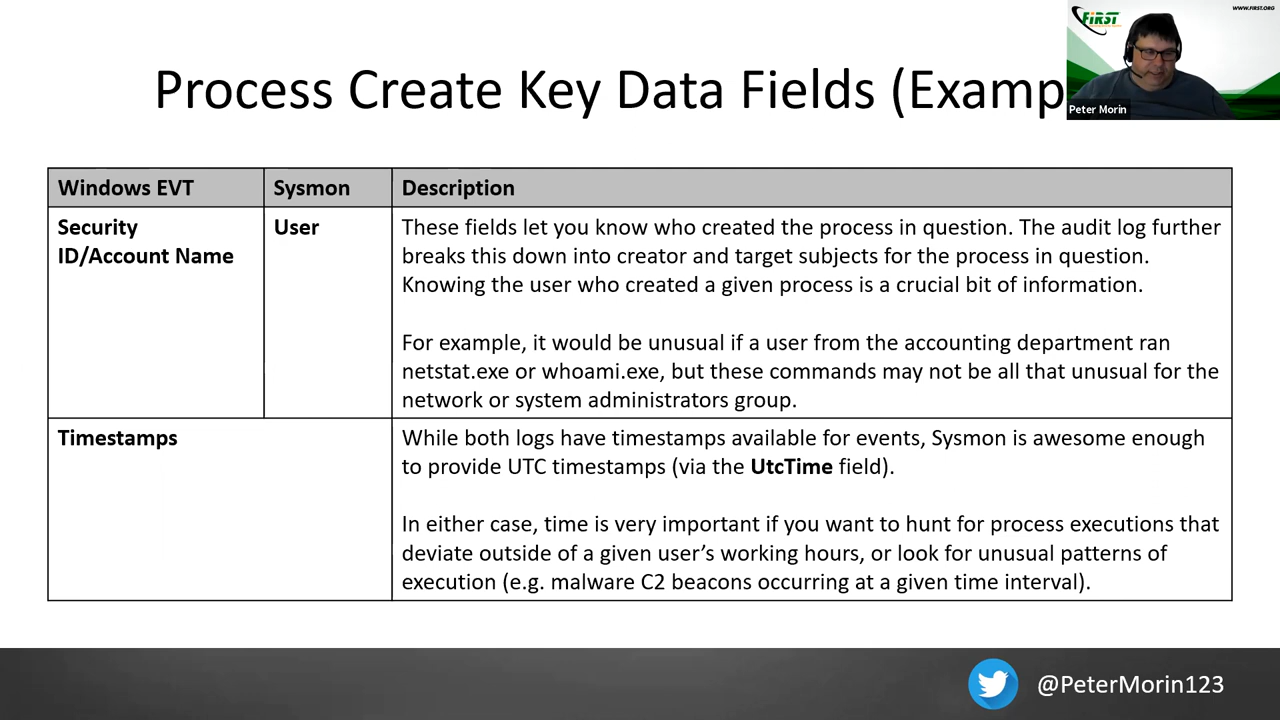 WWW.FIRST.ORG
FiRST
Peter Morin
Process Create Key Data Fields (Examp
Windows EVT
Sysmon
Description
Security
ID/Account Name
User
These fields let you know who created the process in question. The audit log further
breaks this down into creator and target subjects for the process in question.
Knowing the user who created a given process is a crucial bit of information.
For example, it would be unusual if a user from the accounting department ran
netstat.exe or whoami.exe, but these commands may not be all that unusual for the
network or system administrators group.
Timestamps
While both logs have timestamps available for events, Sysmon is awesome enough
to provide UTC timestamps (via the UtcTime field).
In either case, time is very important if you want to hunt for process executions that
deviate outside of a given user’s working hours, or look for unusual patterns of
execution (e.g. malware C2 beacons occurring at a given time interval).
@PeterMorin123